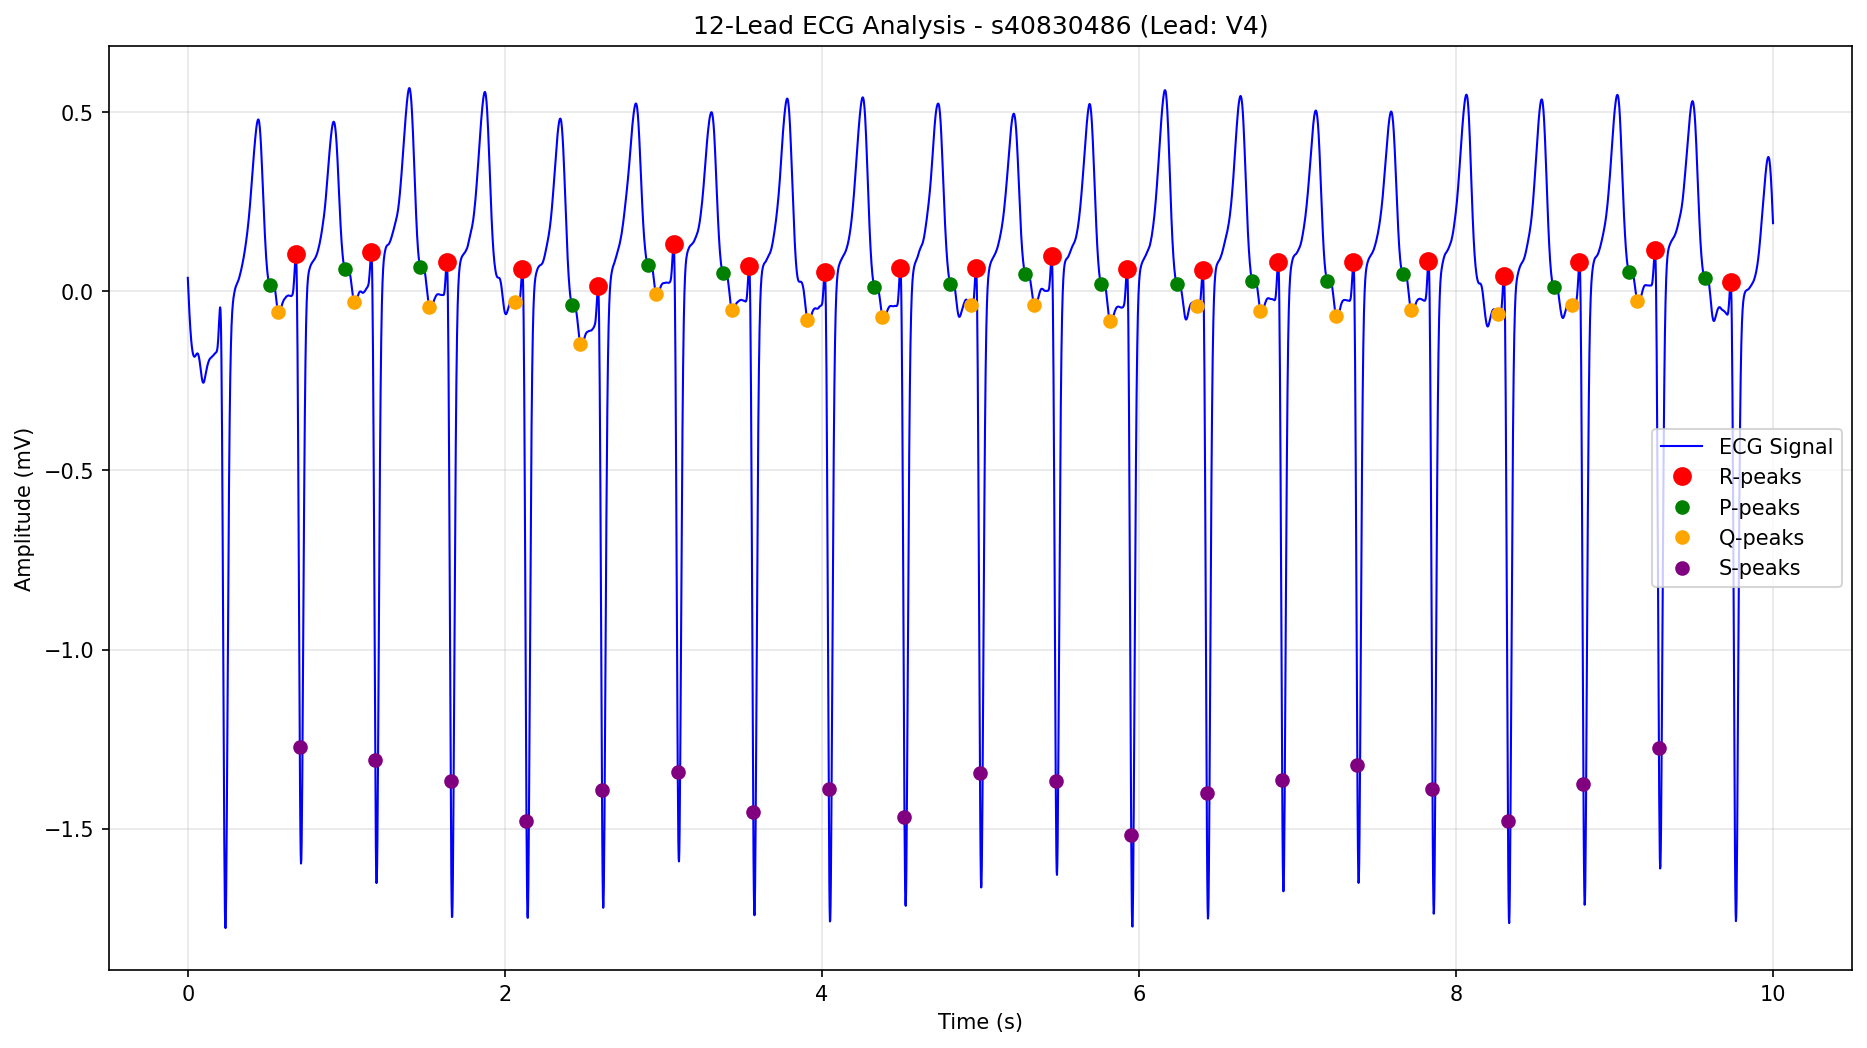 12-Lead ECG Analysis - s40830486 (Lead: V4)
Amplitude (mV)
0.5
0.0
−0.5
−1.0
−1.5
ECG Signal
R-peaks
P-peaks
Q-peaks
S-peaks
0 2 4 6 8 10
Time (s)